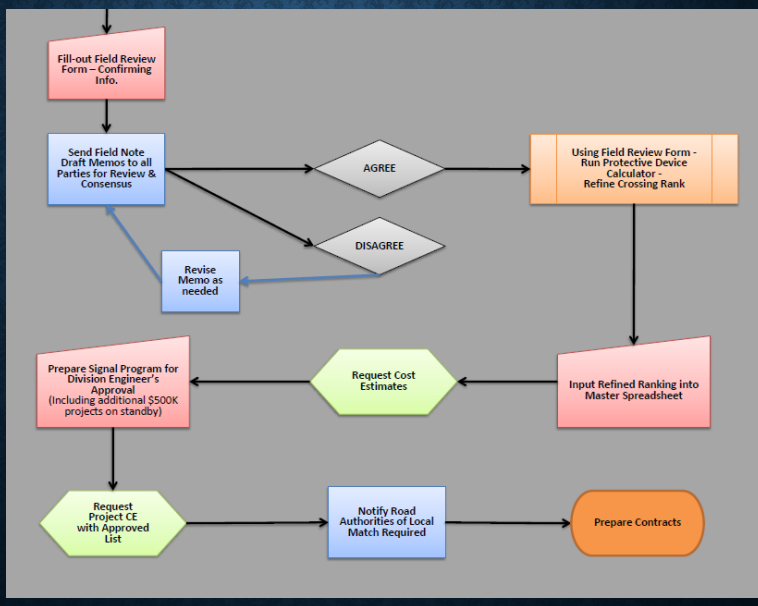 Fill-out Field Review
Form – Confirming
Info.
Send Field Note
Draft Memos to all
Parties for Review &
Consensus
AGREE
Using Field Review Form -
Run Protective Device
Calculator -
Refine Crossing Rank
DISAGREE
Revise
Memo as
needed
Prepare Signal Program for
Division Engineer’s
Approval
(Including additional $500K
projects on standby)
Request Cost
Estimates
Input Refined Ranking into
Master Spreadsheet
Request
Project CE
with Approved
List
Notify Road
Authorities of Local
Match Required
Prepare Contracts